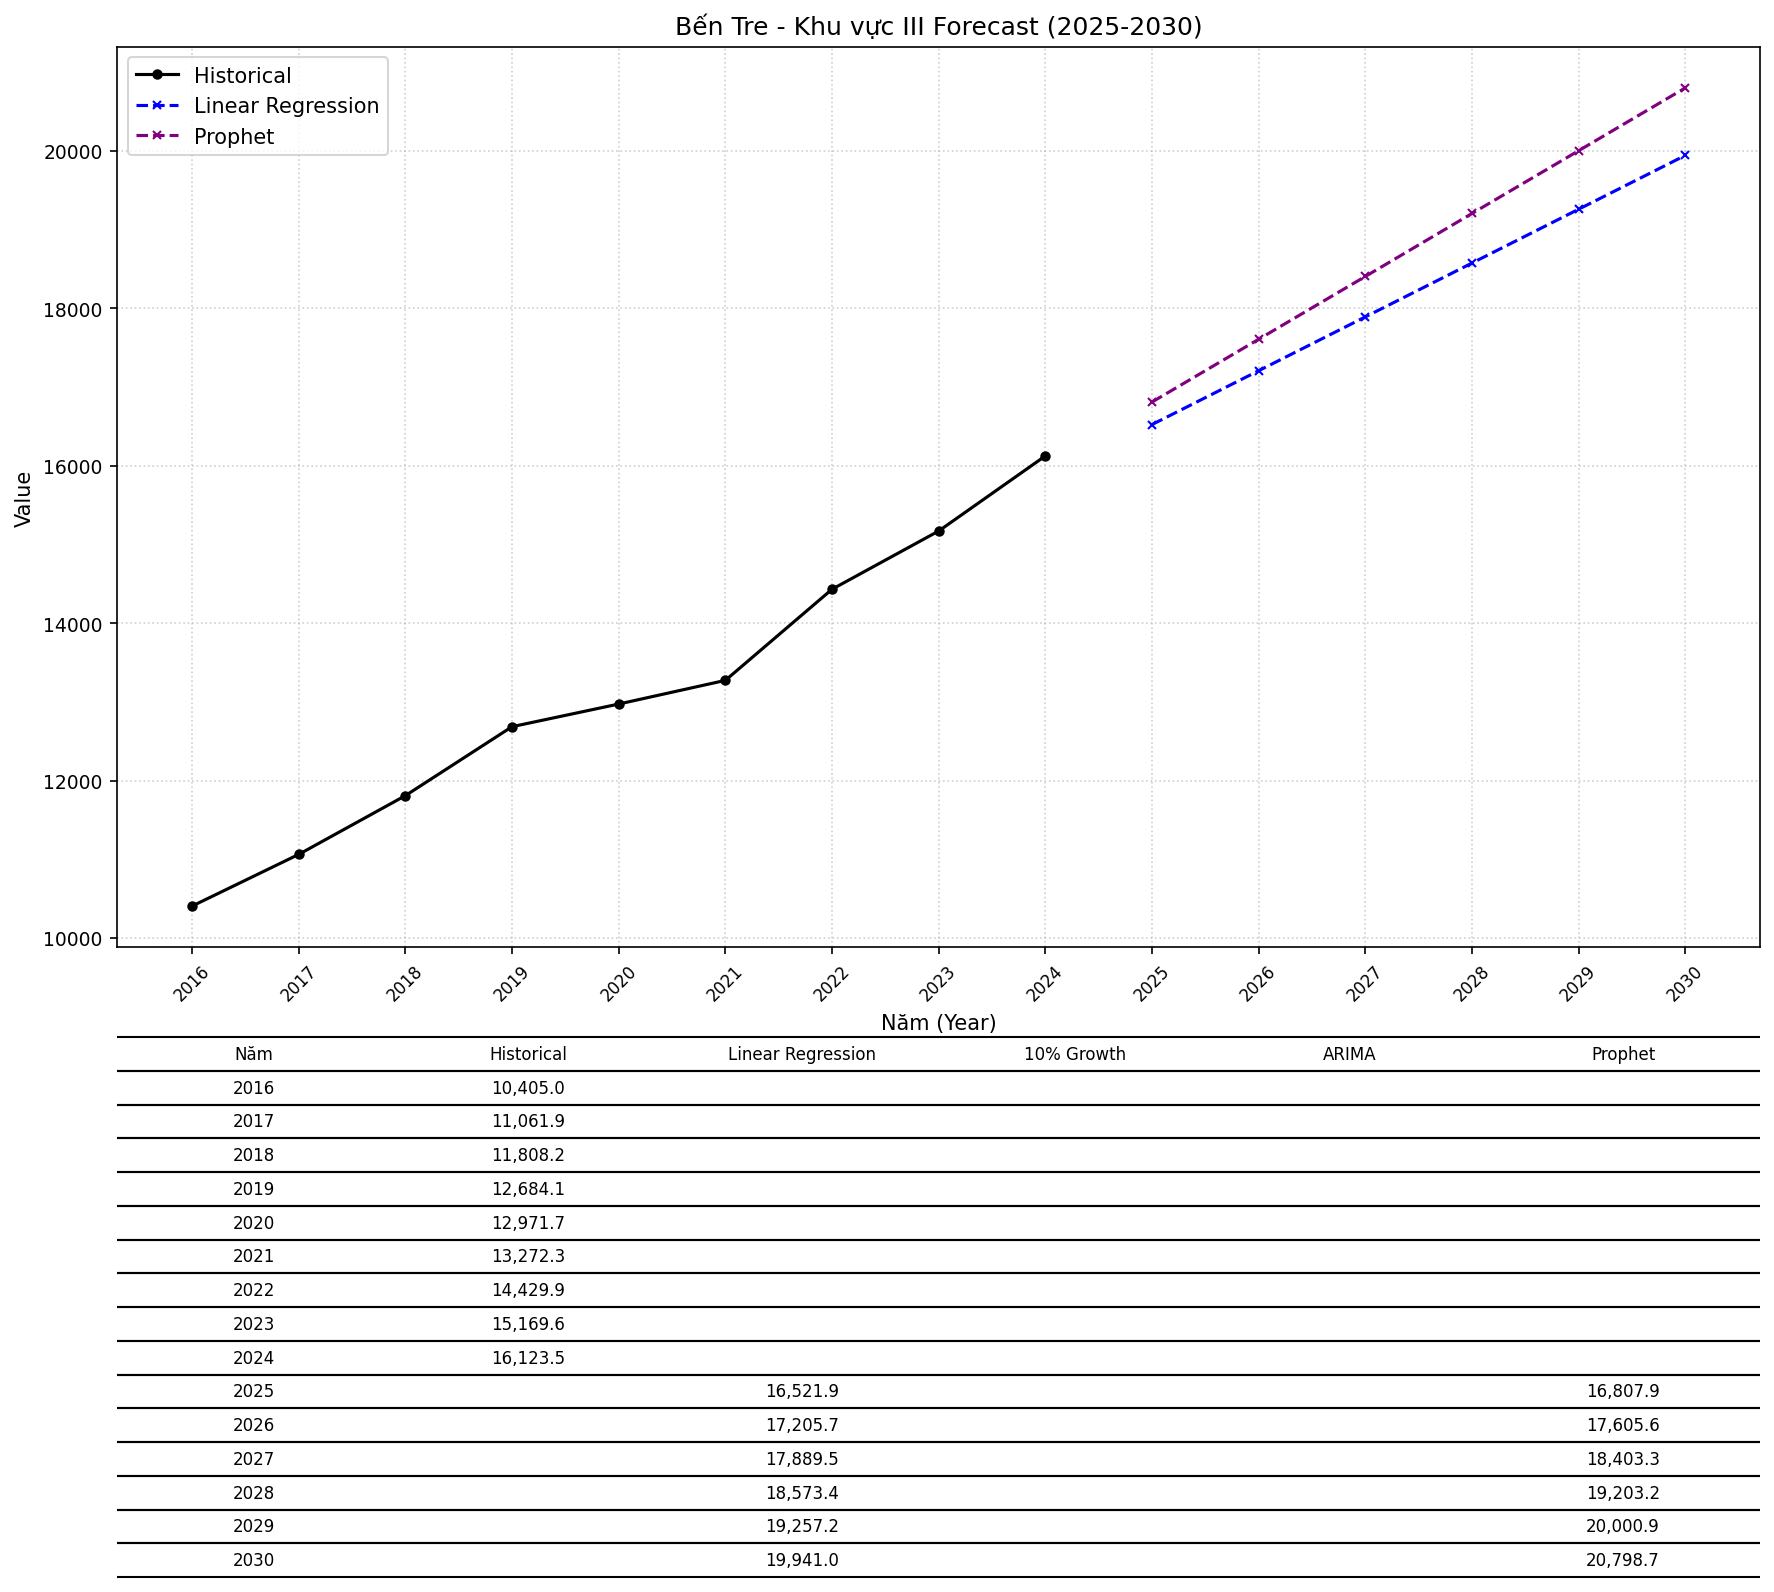 Bến Tre - Khu vực III Forecast (2025-2030)
Historical
Linear Regression
Prophet
Value
20000
18000
16000
14000
12000
10000
2016 2017 2018 2019 2020 2021 2022 2023 2024 2025 2026 2027 2028 2029 2030
Năm (Year)
Năm Historical Linear Regression 10% Growth ARIMA Prophet
2016 10,405.0
2017 11,061.9
2018 11,808.2
2019 12,684.1
2020 12,971.7
2021 13,272.3
2022 14,429.9
2023 15,169.6
2024 16,123.5
2025 16,521.9 16,807.9
2026 17,205.7 17,605.6
2027 17,889.5 18,403.3
2028 18,573.4 19,203.2
2029 19,257.2 20,000.9
2030 19,941.0 20,798.7